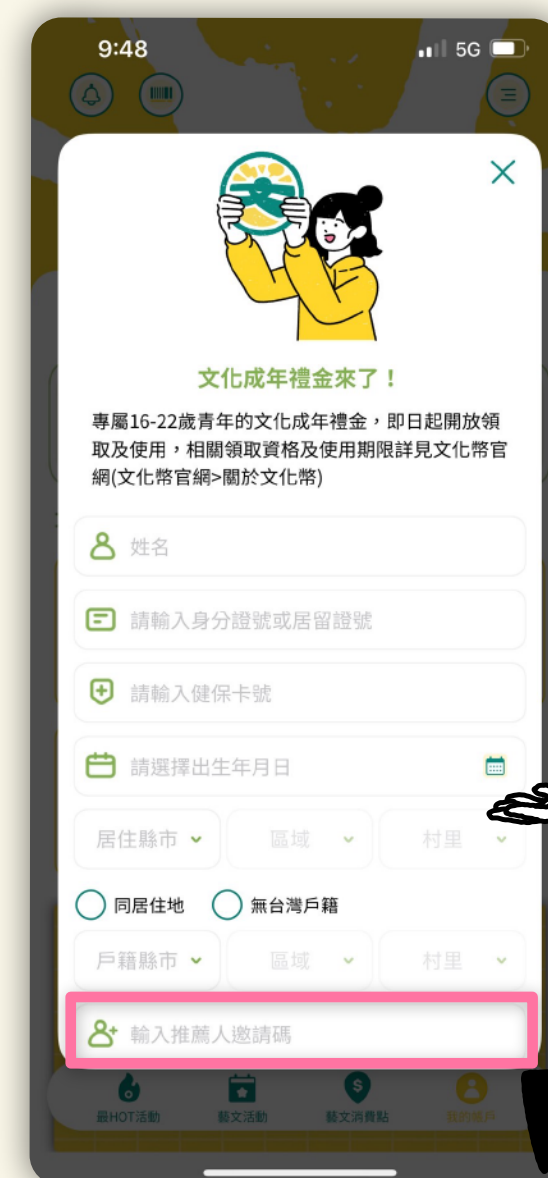 9:48
5G
文
文化成年禮金來了！
專屬16-22歲青年的文化成年禮金，即日起開放領
取及使用，相關領取資格及使用期限詳見文化幣官
網(文化幣官網>關於文化幣)
姓名
請輸入身分證號或居留證號
請輸入健保卡號
請選擇出生年月日
居住縣市 區域 村里
同居住地 無台灣戶籍
戶籍縣市 區域 村里
輸入推薦人邀請碼
最HOT活動 藝文活動 藝文消費點 我的帳戶